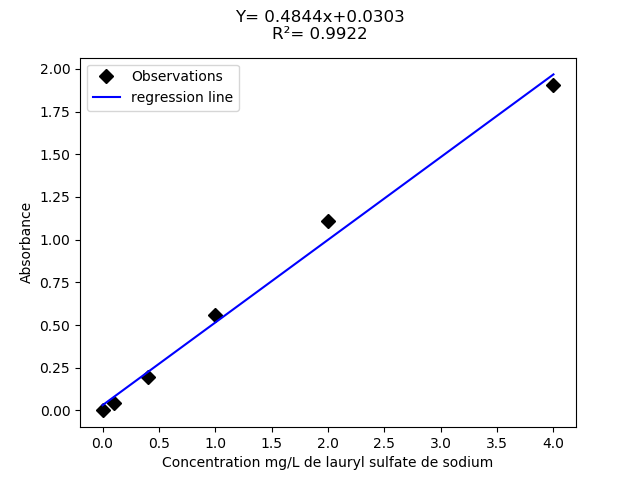 Y= 0.4844x+0.0303
R²= 0.9922
Observations
regression line
2.00
1.75
1.50
1.25
1.00
0.75
0.50
0.25
0.00
Absorbance
0.0 0.5 1.0 1.5 2.0 2.5 3.0 3.5 4.0
Concentration mg/L de lauryl sulfate de sodium